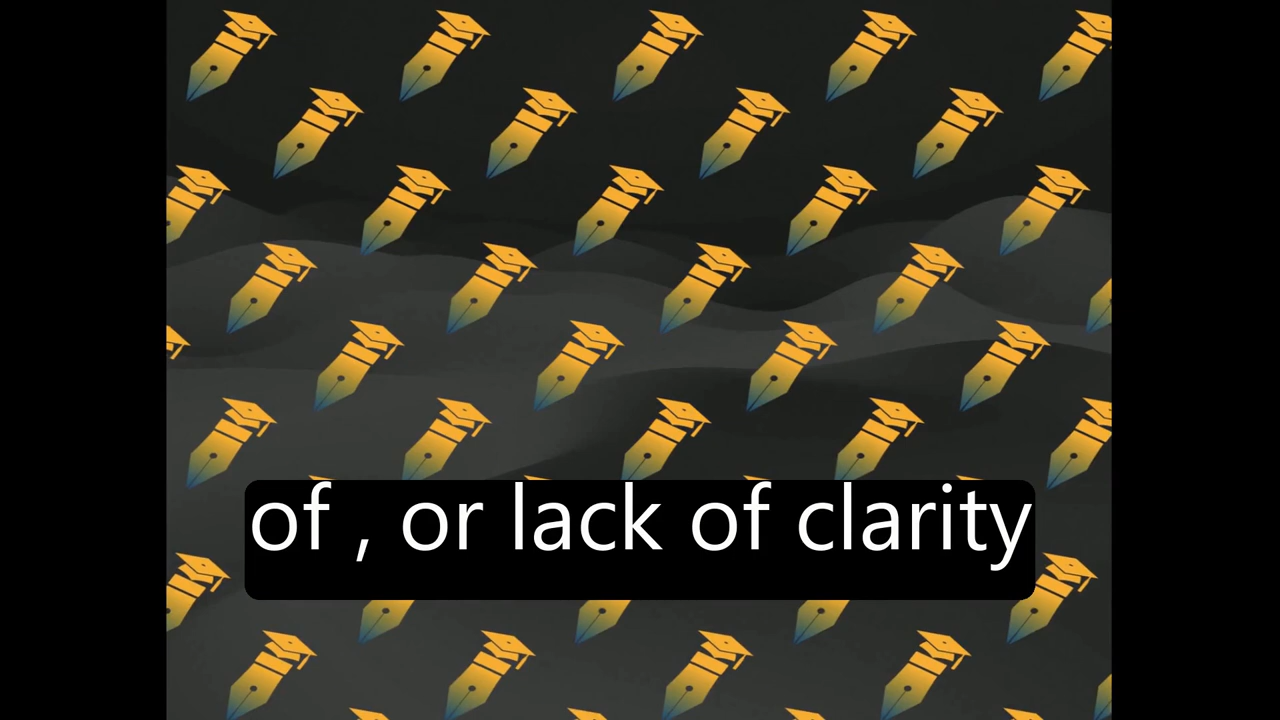 of , or lack of clarity